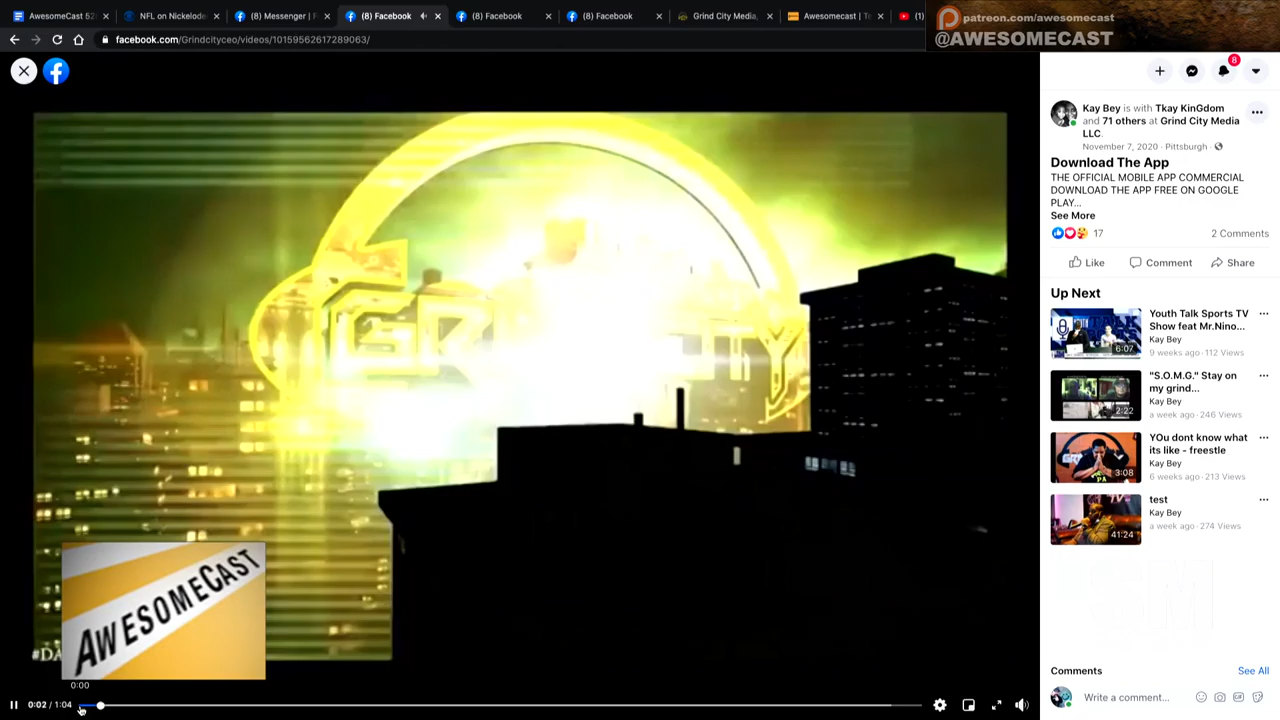 AwesomeCast 52
NFL on Nickelode
(8) Messenger | F
(8) Facebook
(8) Facebook
(8) Facebook
Grind City Media,
Awesomecast | Tr
(1)
patreon.com/awesomecast
@AWESOMECAST
facebook.com/Grindcityceo/videos/10159562617289063/
8
Kay Bey is with Tkay KinGdom
and 71 others at Grind City Media
LLC.
November 7, 2020 · Pittsburgh ·
Download The App
THE OFFICIAL MOBILE APP COMMERCIAL
DOWNLOAD THE APP FREE ON GOOGLE
PLAY...
See More
17
2 Comments
Like
Comment
Share
Up Next
Youth Talk Sports TV
Show feat Mr.Nino...
Kay Bey
9 weeks ago · 112 Views
6:07
"S.O.M.G." Stay on
my grind...
Kay Bey
a week ago · 246 Views
2:22
YOu dont know what
its like - freestle
Kay Bey
6 weeks ago · 213 Views
3:08
test
Kay Bey
a week ago · 274 Views
41:24
AWESOMECAST
#DA
0:00
0:02 / 1:04
Comments
See All
Write a comment...
GIF